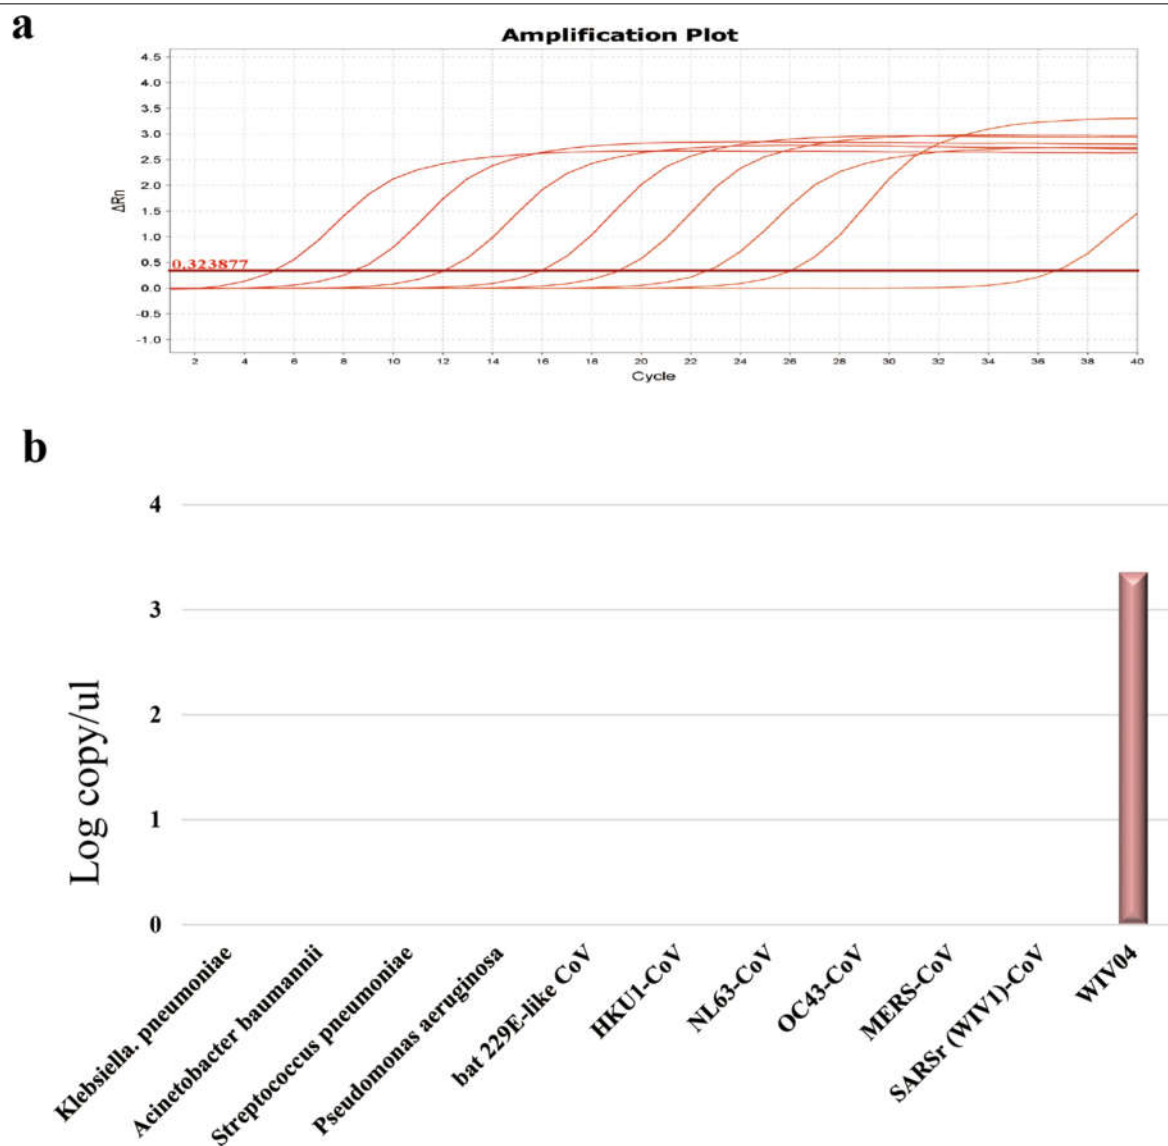 a
Amplification Plot
4.5
4.0
3.5
3.0
2.5
2.0
1.5
1.0
0.5
0.0
-0.5
-1.0
ΔRn
0.323877
2 4 6 8 10 12 14 16 18 20 22 24 26 28 30 32 34 36 38 40
Cycle
b
4
3
2
1
0
Log copy/ul
Klebsiella. pneumoniae
Acinetobacter baumannii
Streptococcus pneumoniae
Pseudomonas aeruginosa
bat 229E-like CoV
HKU1-CoV
NL63-CoV
OC43-CoV
MERS-CoV
SARSr (WIV1)-CoV
WIV04